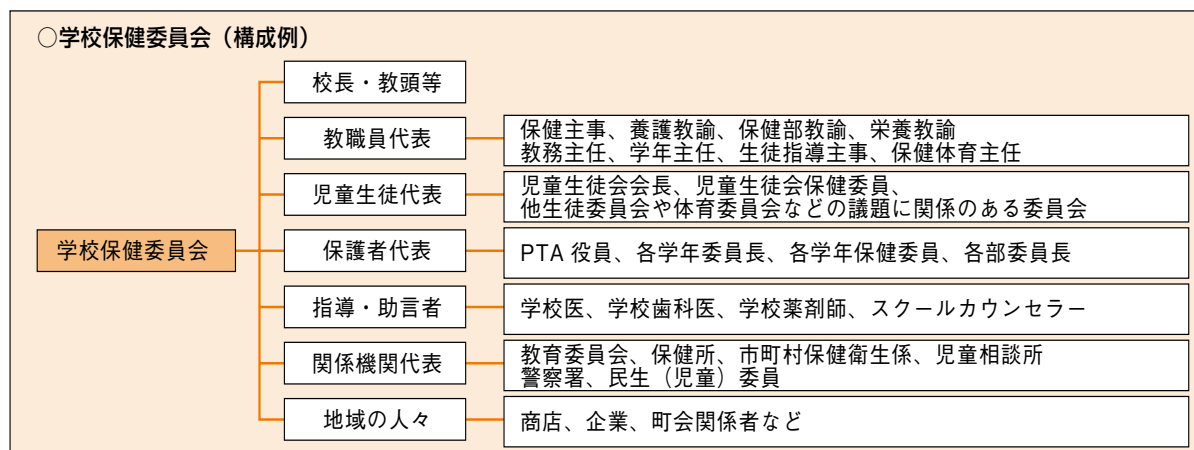 ○学校保健委員会（構成例）
校長・教頭等
教職員代表
保健主事、養護教諭、保健部教諭、栄養教諭
教務主任、学年主任、生徒指導主事、保健体育主任
児童生徒代表
児童生徒会会長、児童生徒会保健委員、
他生徒委員会や体育委員会などの議題に関係のある委員会
学校保健委員会
保護者代表
PTA 役員、各学年委員長、各学年保健委員、各部委員長
指導・助言者
学校医、学校歯科医、学校薬剤師、スクールカウンセラー
関係機関代表
教育委員会、保健所、市町村保健衛生係、児童相談所
警察署、民生（児童）委員
地域の人々
商店、企業、町会関係者など